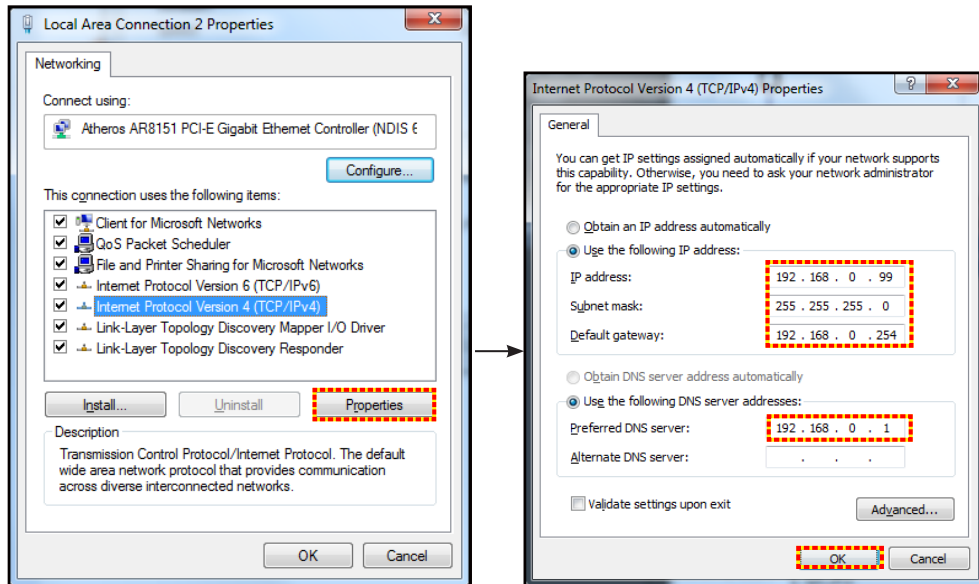 Local Area Connection 2 Properties
Networking
Connect using:
Atheros AR8151 PCI-E Gigabit Ethernet Controller (NDIS 6
Configure...
This connection uses the following items:
Client for Microsoft Networks
QoS Packet Scheduler
File and Printer Sharing for Microsoft Networks
Internet Protocol Version 6 (TCP/IPv6)
Internet Protocol Version 4 (TCP/IPv4)
Link-Layer Topology Discovery Mapper I/O Driver
Link-Layer Topology Discovery Responder
Install...
Uninstall
Properties
Description
Transmission Control Protocol/Internet Protocol. The default
wide area network protocol that provides communication
across diverse interconnected networks.
OK
Cancel
Internet Protocol Version 4 (TCP/IPv4) Properties
?
General
You can get IP settings assigned automatically if your network supports
this capability. Otherwise, you need to ask your network administrator
for the appropriate IP settings.
Obtain an IP address automatically
Use the following IP address:
IP address: 192 . 168 . 0 . 99
Subnet mask: 255 . 255 . 255 . 0
Default gateway: 192 . 168 . 0 . 254
Obtain DNS server address automatically
Use the following DNS server addresses:
Preferred DNS server: 192 . 168 . 0 . 1
Alternate DNS server: . . .
Validate settings upon exit
Advanced...
OK
Cancel